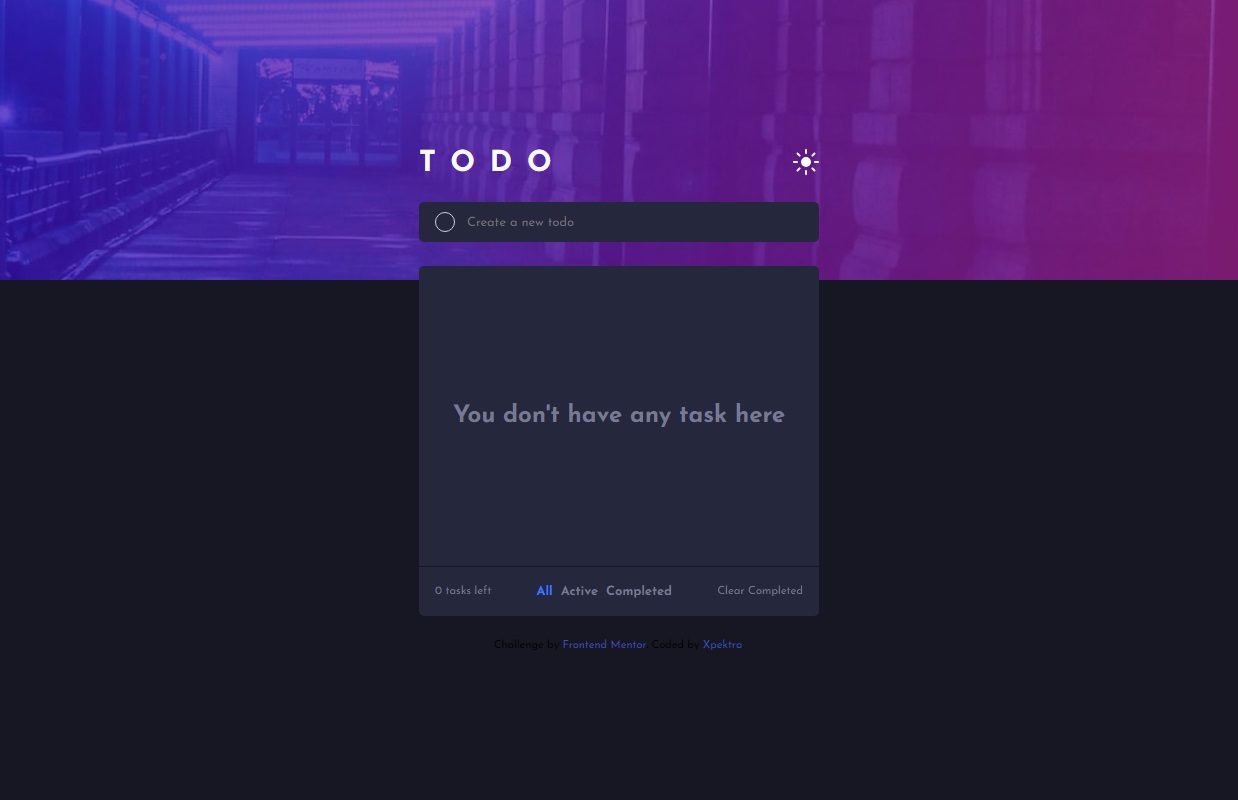 TODO
Create a new todo
You don't have any task here
0 tasks left All Active Completed Clear Completed
Challenge by Frontend Mentor Coded by Xpektra